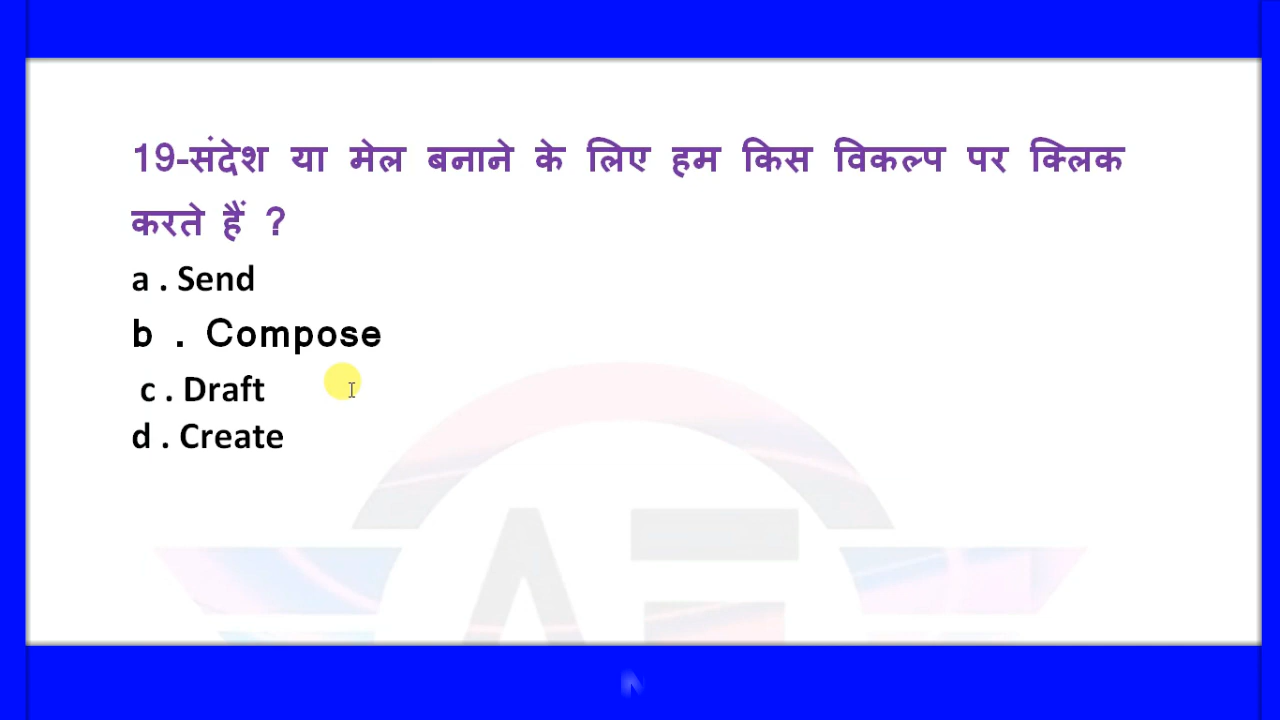 19-संदेश या मेल बनाने के लिए हम किस विकल्प पर क्लिक
करते हैं ?
a . Send
b . Compose
c . Draft
d . Create